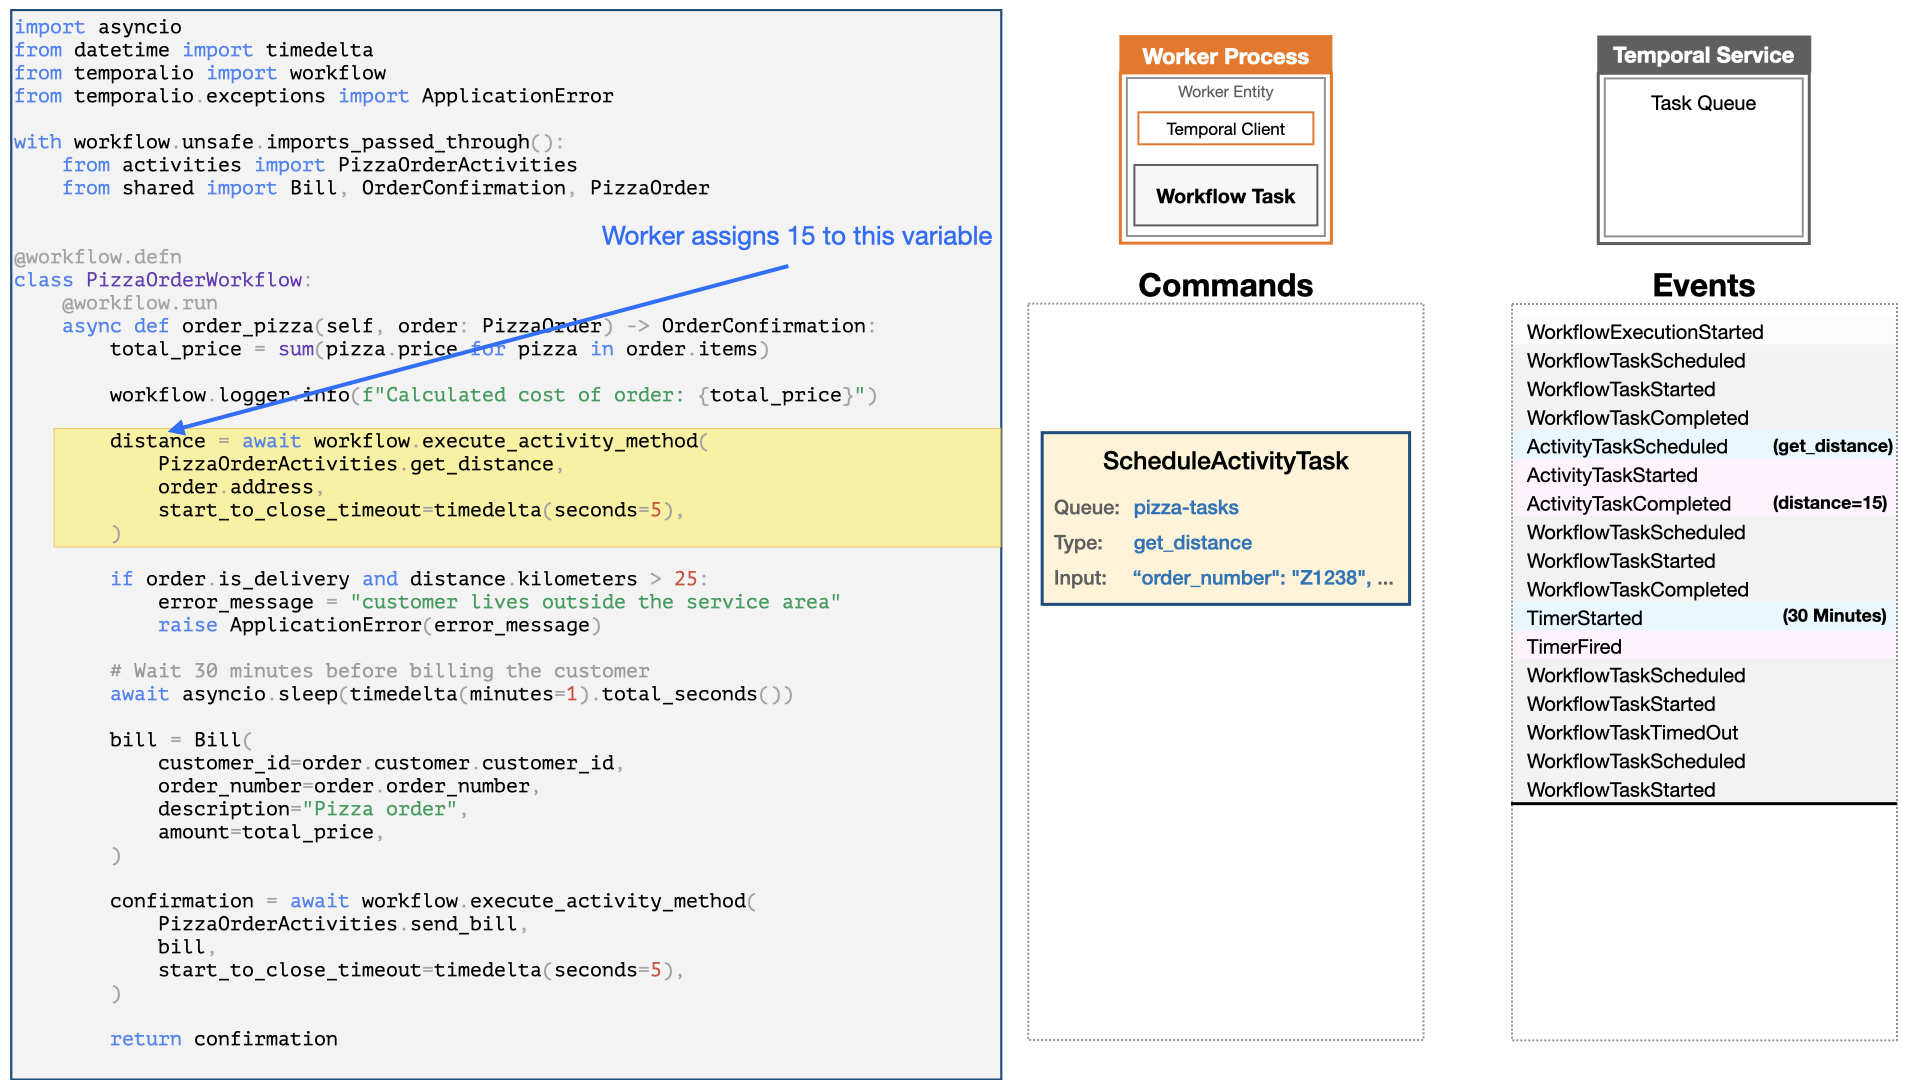 import asyncio
from datetime import timedelta
from temporalio import workflow
from temporalio.exceptions import ApplicationError
with workflow.unsafe.imports_passed_through():
    from activities import PizzaOrderActivities
    from shared import Bill, OrderConfirmation, PizzaOrder
Worker assigns 15 to this variable
@workflow.defn
class PizzaOrderWorkflow:
    @workflow.run
    async def order_pizza(self, order: PizzaOrder) -> OrderConfirmation:
        total_price = sum(pizza.price for pizza in order.items)
        workflow.logger.info(f"Calculated cost of order: {total_price}")
        distance = await workflow.execute_activity_method(
            PizzaOrderActivities.get_distance,
            order.address,
            start_to_close_timeout=timedelta(seconds=5),
        )
        if order.is_delivery and distance.kilometers > 25:
            error_message = "customer lives outside the service area"
            raise ApplicationError(error_message)
        # Wait 30 minutes before billing the customer
        await asyncio.sleep(timedelta(minutes=1).total_seconds())
        bill = Bill(
            customer_id=order.customer.customer_id,
            order_number=order.order_number,
            description="Pizza order",
            amount=total_price,
        )
        confirmation = await workflow.execute_activity_method(
            PizzaOrderActivities.send_bill,
            bill,
            start_to_close_timeout=timedelta(seconds=5),
        )
        return confirmation
Worker Process
Worker Entity
Temporal Client
Workflow Task
Commands
ScheduleActivityTask
Queue: pizza-tasks
Type: get_distance
Input: “order_number": "Z1238", ...
Temporal Service
Task Queue
Events
WorkflowExecutionStarted
WorkflowTaskScheduled
WorkflowTaskStarted
WorkflowTaskCompleted
ActivityTaskScheduled (get_distance)
ActivityTaskStarted
ActivityTaskCompleted (distance=15)
WorkflowTaskScheduled
WorkflowTaskStarted
WorkflowTaskCompleted
TimerStarted (30 Minutes)
TimerFired
WorkflowTaskScheduled
WorkflowTaskStarted
WorkflowTaskTimedOut
WorkflowTaskScheduled
WorkflowTaskStarted